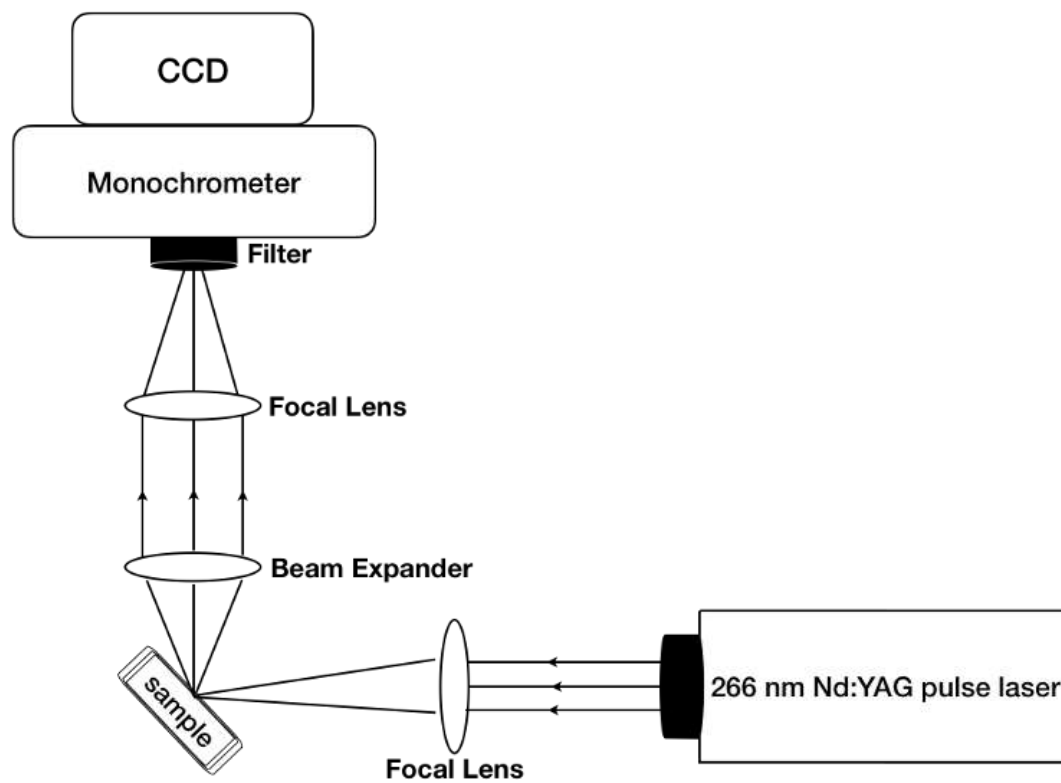 CCD
Monochrometer
Filter
Focal Lens
Beam Expander
sample
266 nm Nd:YAG pulse laser
Focal Lens